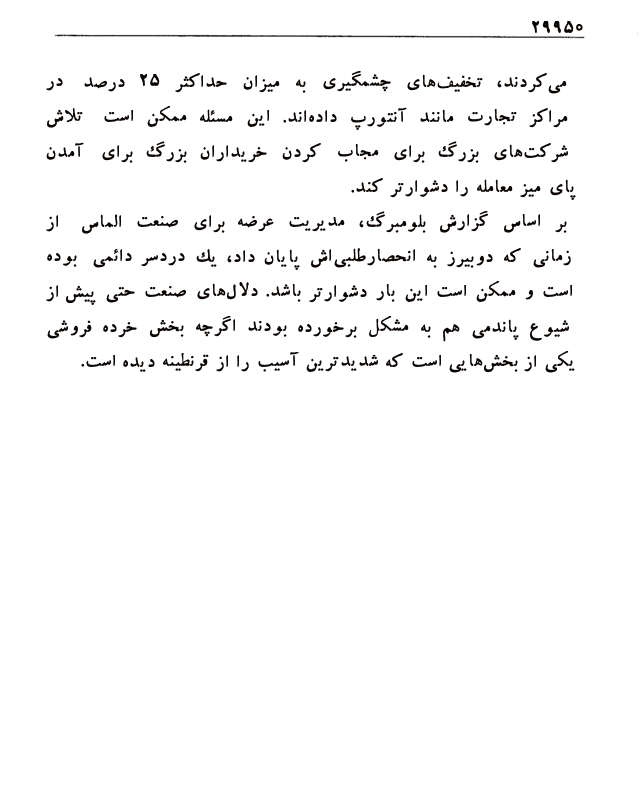 ۲۹۹۵۰
می‌کردند، تخفیف‌های چشمگیری به میزان حداکثر ۲۵ درصد در
مراکز تجارت مانند آنتورپ داده‌اند. این مسئله ممکن است تلاش
شرکت‌های بزرگ برای مجاب کردن خریداران بزرگ برای آمدن
پای میز معامله را دشوارتر کند.
بر اساس گزارش بلومبرگ، مدیریت عرضه برای صنعت الماس از
زمانی که دوبیرز به انحصارطلبی‌اش پایان داد، یك دردسر دائمی بوده
است و ممکن است این بار دشوارتر باشد. دلال‌های صنعت حتی پیش از
شیوع پاندمی هم به مشکل برخورده بودند اگرچه بخش خرده فروشی
یکی از بخش‌هایی است که شدیدترین آسیب را از قرنطینه دیده است.